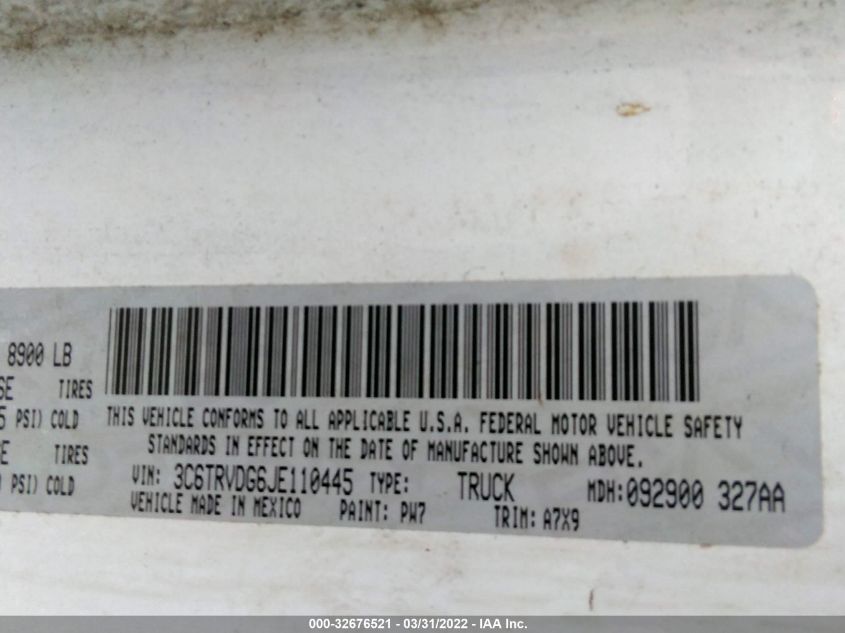 8900 LB
TIRES
PSI) COLD
TIRES
PSI) COLD
THIS VEHICLE CONFORMS TO ALL APPLICABLE U.S.A. FEDERAL MOTOR VEHICLE SAFETY
STANDARDS IN EFFECT ON THE DATE OF MANUFACTURE SHOWN ABOVE.
VIN: 3C6TRVDG6JE110445 TYPE: TRUCK MDH:092900 327AA
VEHICLE MADE IN MEXICO PAINT: PW7 TRIM: A7X9
000-32676521 - 03/31/2022 - IAA Inc.